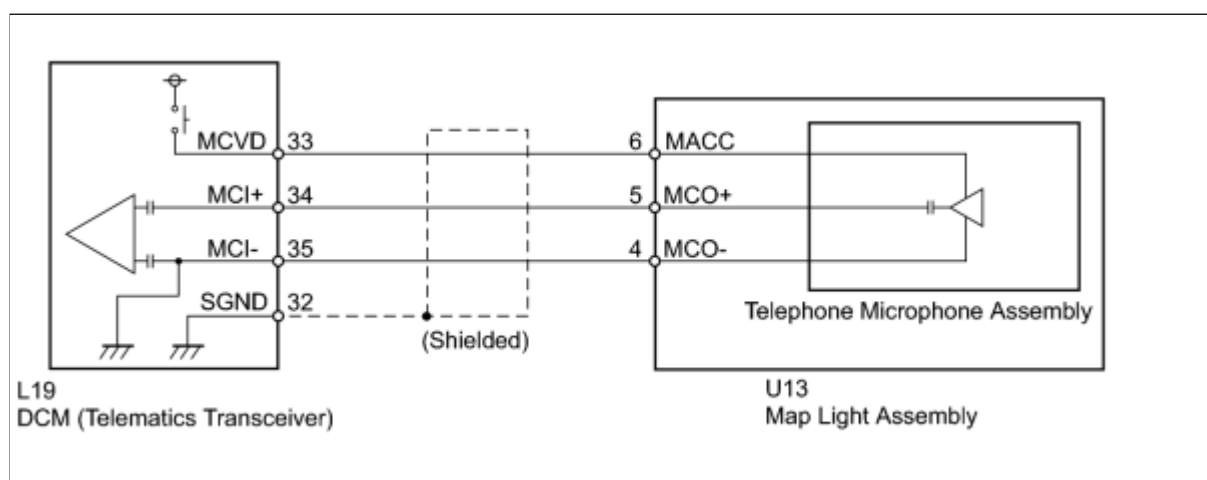 MCVD 33 6 MACC
MCI+ 34 5 MCO+
MCI- 35 4 MCO-
SGND 32
(Shielded)
Telephone Microphone Assembly
L19
DCM (Telematics Transceiver)
U13
Map Light Assembly